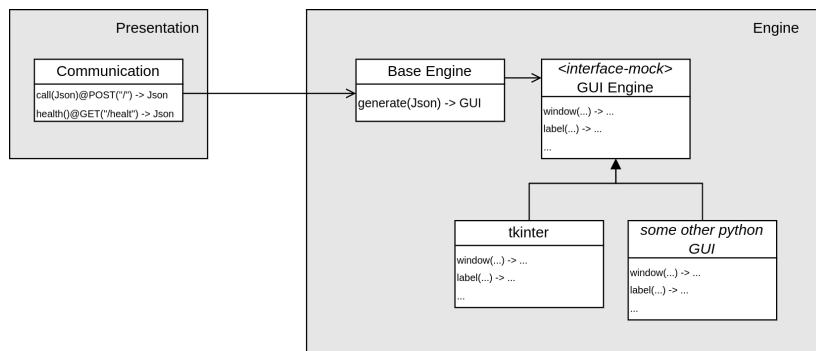 Presentation
Communication
call(Json)@POST("/") -> Json
health()@GET("/healt") -> Json
Engine
Base Engine
generate(Json) -> GUI
<interface-mock>
GUI Engine
window(...) -> ...
label(...) -> ...
...
tkinter
window(...) -> ...
label(...) -> ...
...
some other python
GUI
window(...) -> ...
label(...) -> ...
...